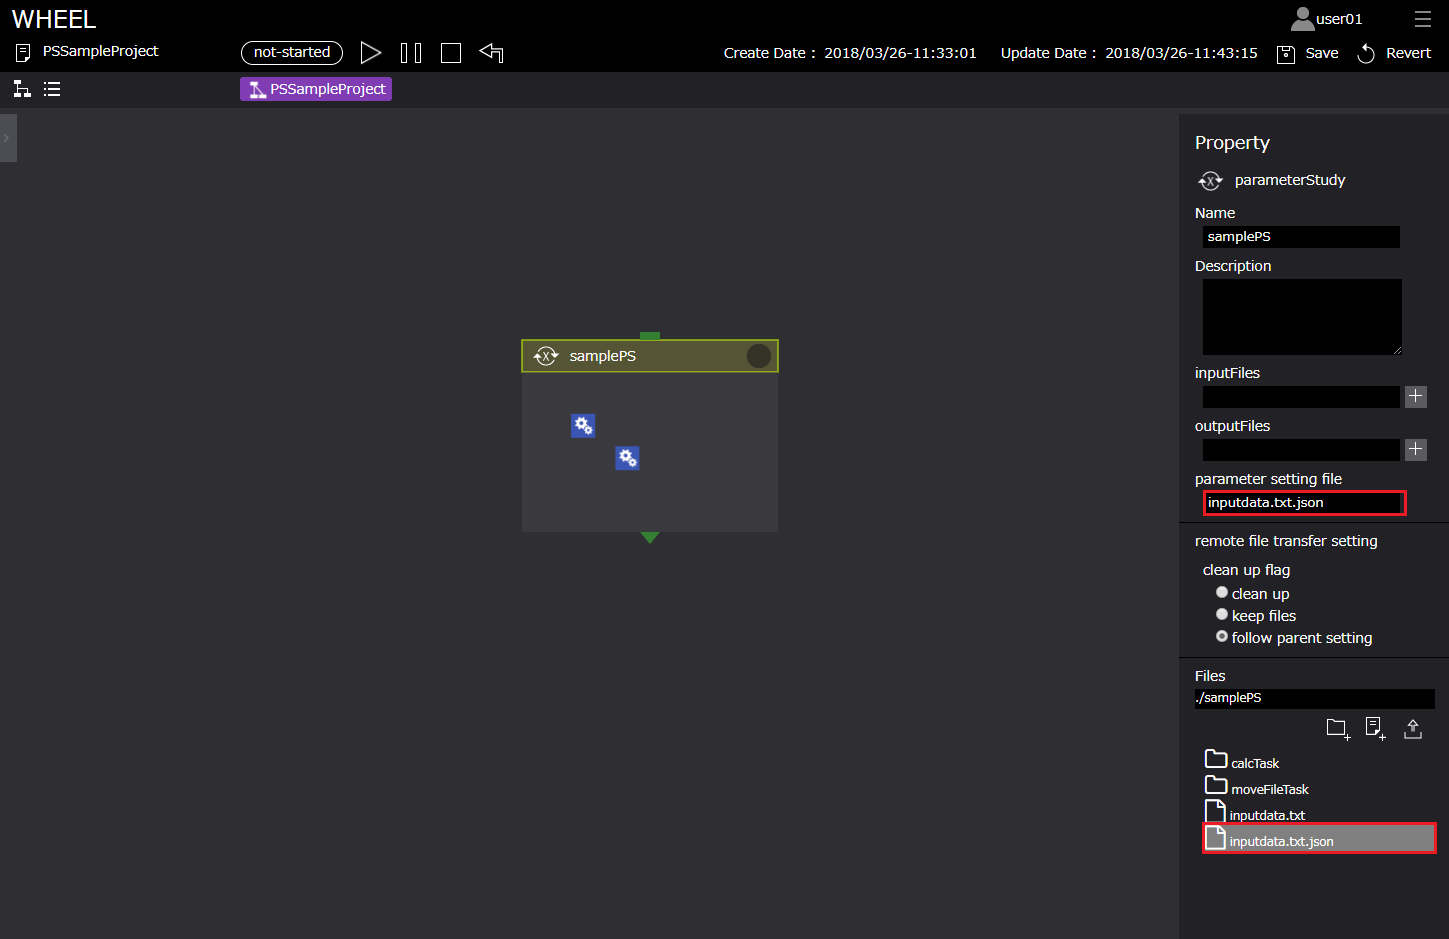 WHEEL
user01
PSSampleProject
not-started
Create Date : 2018/03/26-11:33:01
Update Date : 2018/03/26-11:43:15
Save
Revert
PSSampleProject
samplePS
Property
parameterStudy
Name
samplePS
Description
inputFiles
outputFiles
parameter setting file
inputdata.txt.json
remote file transfer setting
clean up flag
clean up
keep files
follow parent setting
Files
./samplePS
calcTask
moveFileTask
inputdata.txt
inputdata.txt.json